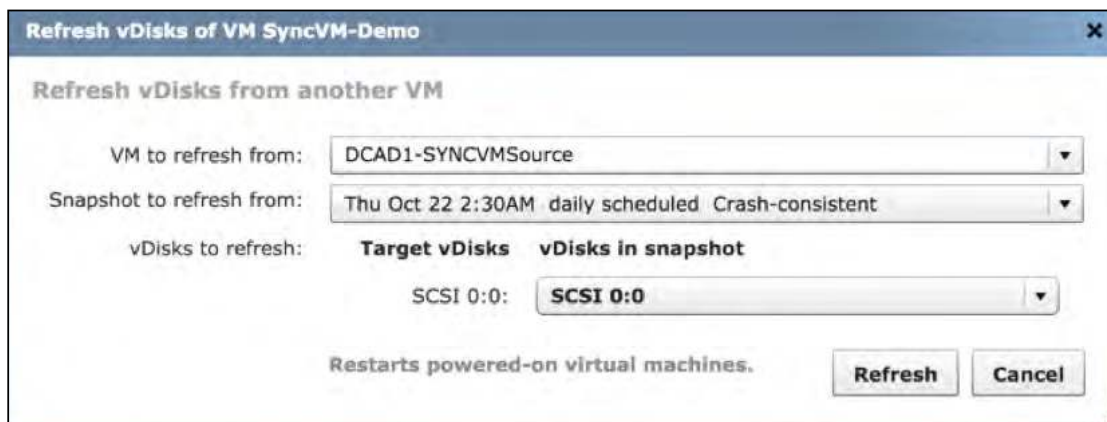 Refresh vDisks of VM SyncVM-Demo
Refresh vDisks from another VM
VM to refresh from: DCAD1-SYNCVMSource
Snapshot to refresh from: Thu Oct 22 2:30AM daily scheduled Crash-consistent
vDisks to refresh: Target vDisks vDisks in snapshot
SCSI 0:0: SCSI 0:0
Restarts powered-on virtual machines. Refresh Cancel